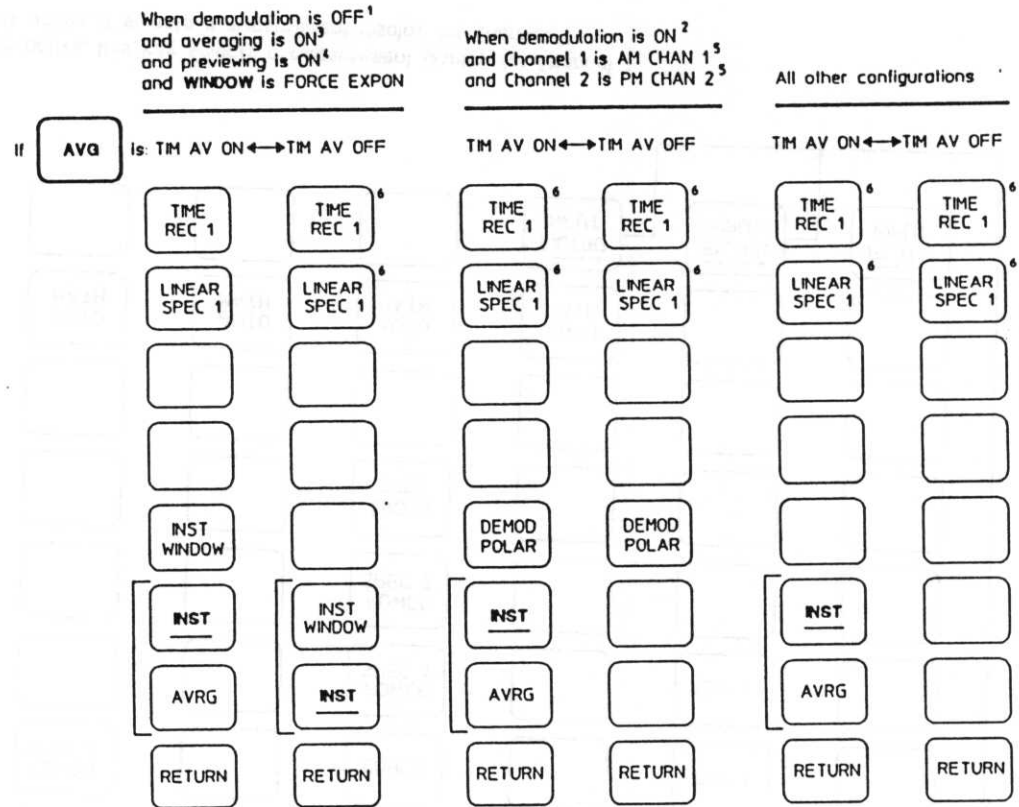 When demodulation is OFF¹
and averaging is ON³
and previewing is ON⁴
and WINDOW is FORCE EXPON
When demodulation is ON²
and Channel 1 is AM CHAN 1⁵
and Channel 2 is PM CHAN 2⁵
All other configurations
If AVG is: TIM AV ON ↔ TIM AV OFF TIM AV ON ↔ TIM AV OFF TIM AV ON ↔ TIM AV OFF
TIME TIME ⁶ TIME ⁶ TIME ⁶ TIME ⁶ TIME ⁶
REC 1 REC 1 REC 1 REC 1 REC 1 REC 1
LINEAR LINEAR ⁶ LINEAR ⁶ LINEAR ⁶ LINEAR ⁶ LINEAR ⁶
SPEC 1 SPEC 1 SPEC 1 SPEC 1 SPEC 1 SPEC 1
INST DEMOD DEMOD
WINDOW POLAR POLAR
INST INST WINDOW INST INST
AVRG INST AVRG AVRG
RETURN RETURN RETURN RETURN RETURN RETURN